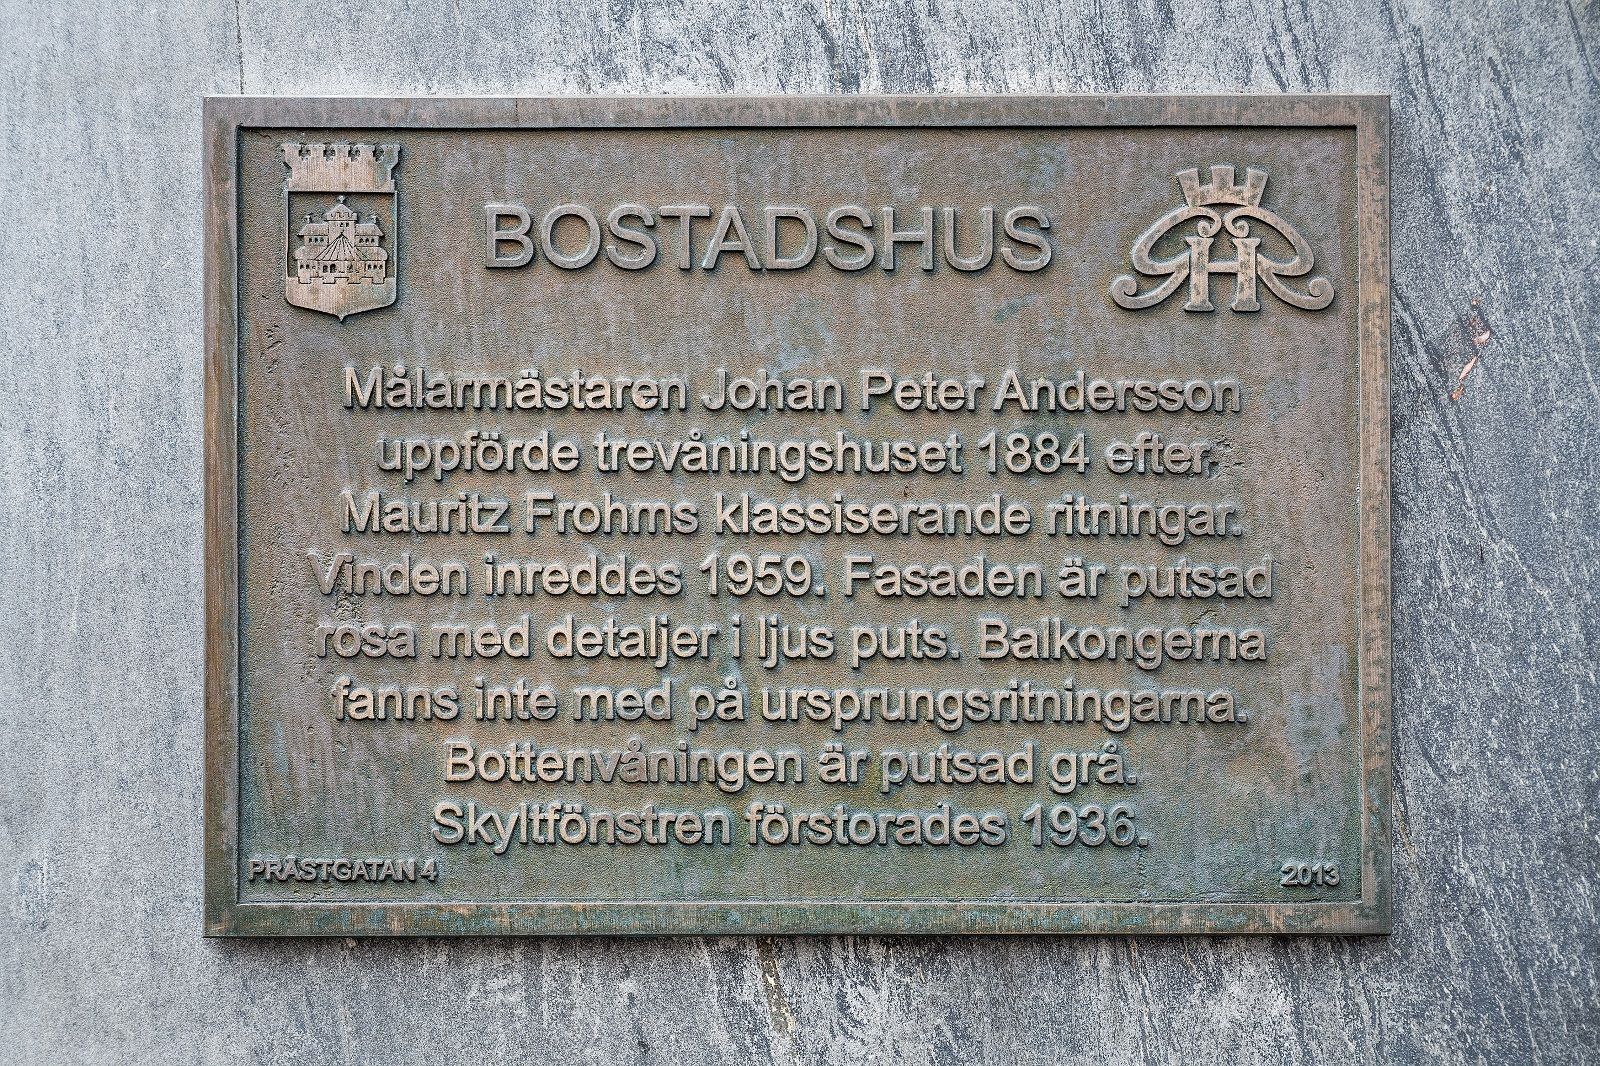 BOSTADSHUS
Målarmästaren Johan Peter Andersson
uppförde trevåningshuset 1884 efter
Mauritz Frohms klassiserande ritningar.
Vinden inreddes 1959. Fasaden är putsad
rosa med detaljer i ljus puts. Balkongerna
fanns inte med på ursprungsritningarna.
Bottenvåningen är putsad grå.
Skyltfönstren förstorades 1936.
PRÄSTGATAN 4
2013